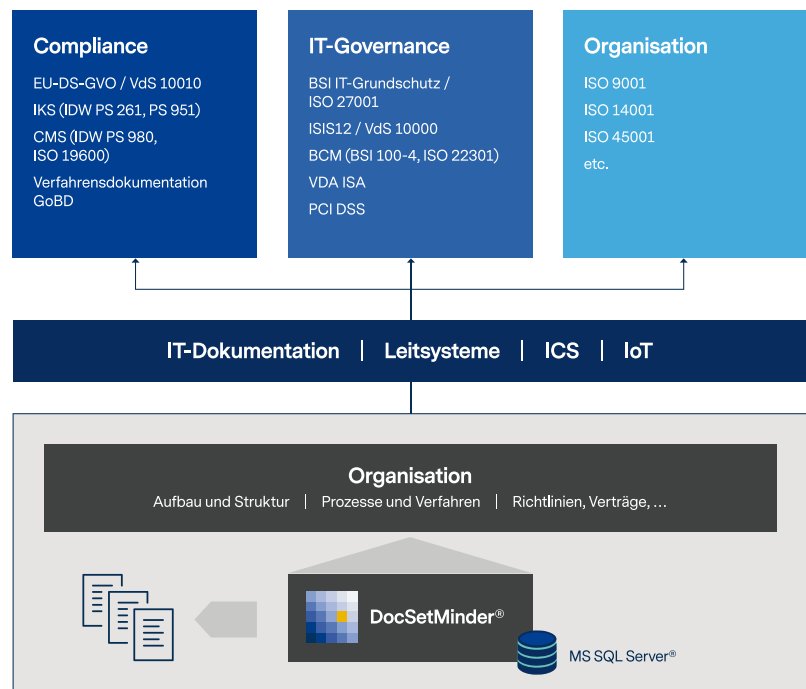 Compliance
EU-DS-GVO / VdS 10010
IKS (IDW PS 261, PS 951)
CMS (IDW PS 980,
ISO 19600)
Verfahrensdokumentation
GoBD
IT-Governance
BSI IT-Grundschutz /
ISO 27001
ISIS12 / VdS 10000
BCM (BSI 100-4, ISO 22301)
VDA ISA
PCI DSS
Organisation
ISO 9001
ISO 14001
ISO 45001
etc.
IT-Dokumentation | Leitsysteme | ICS | IoT
Organisation
Aufbau und Struktur | Prozesse und Verfahren | Richtlinien, Verträge, ...
DocSetMinder®
MS SQL Server®